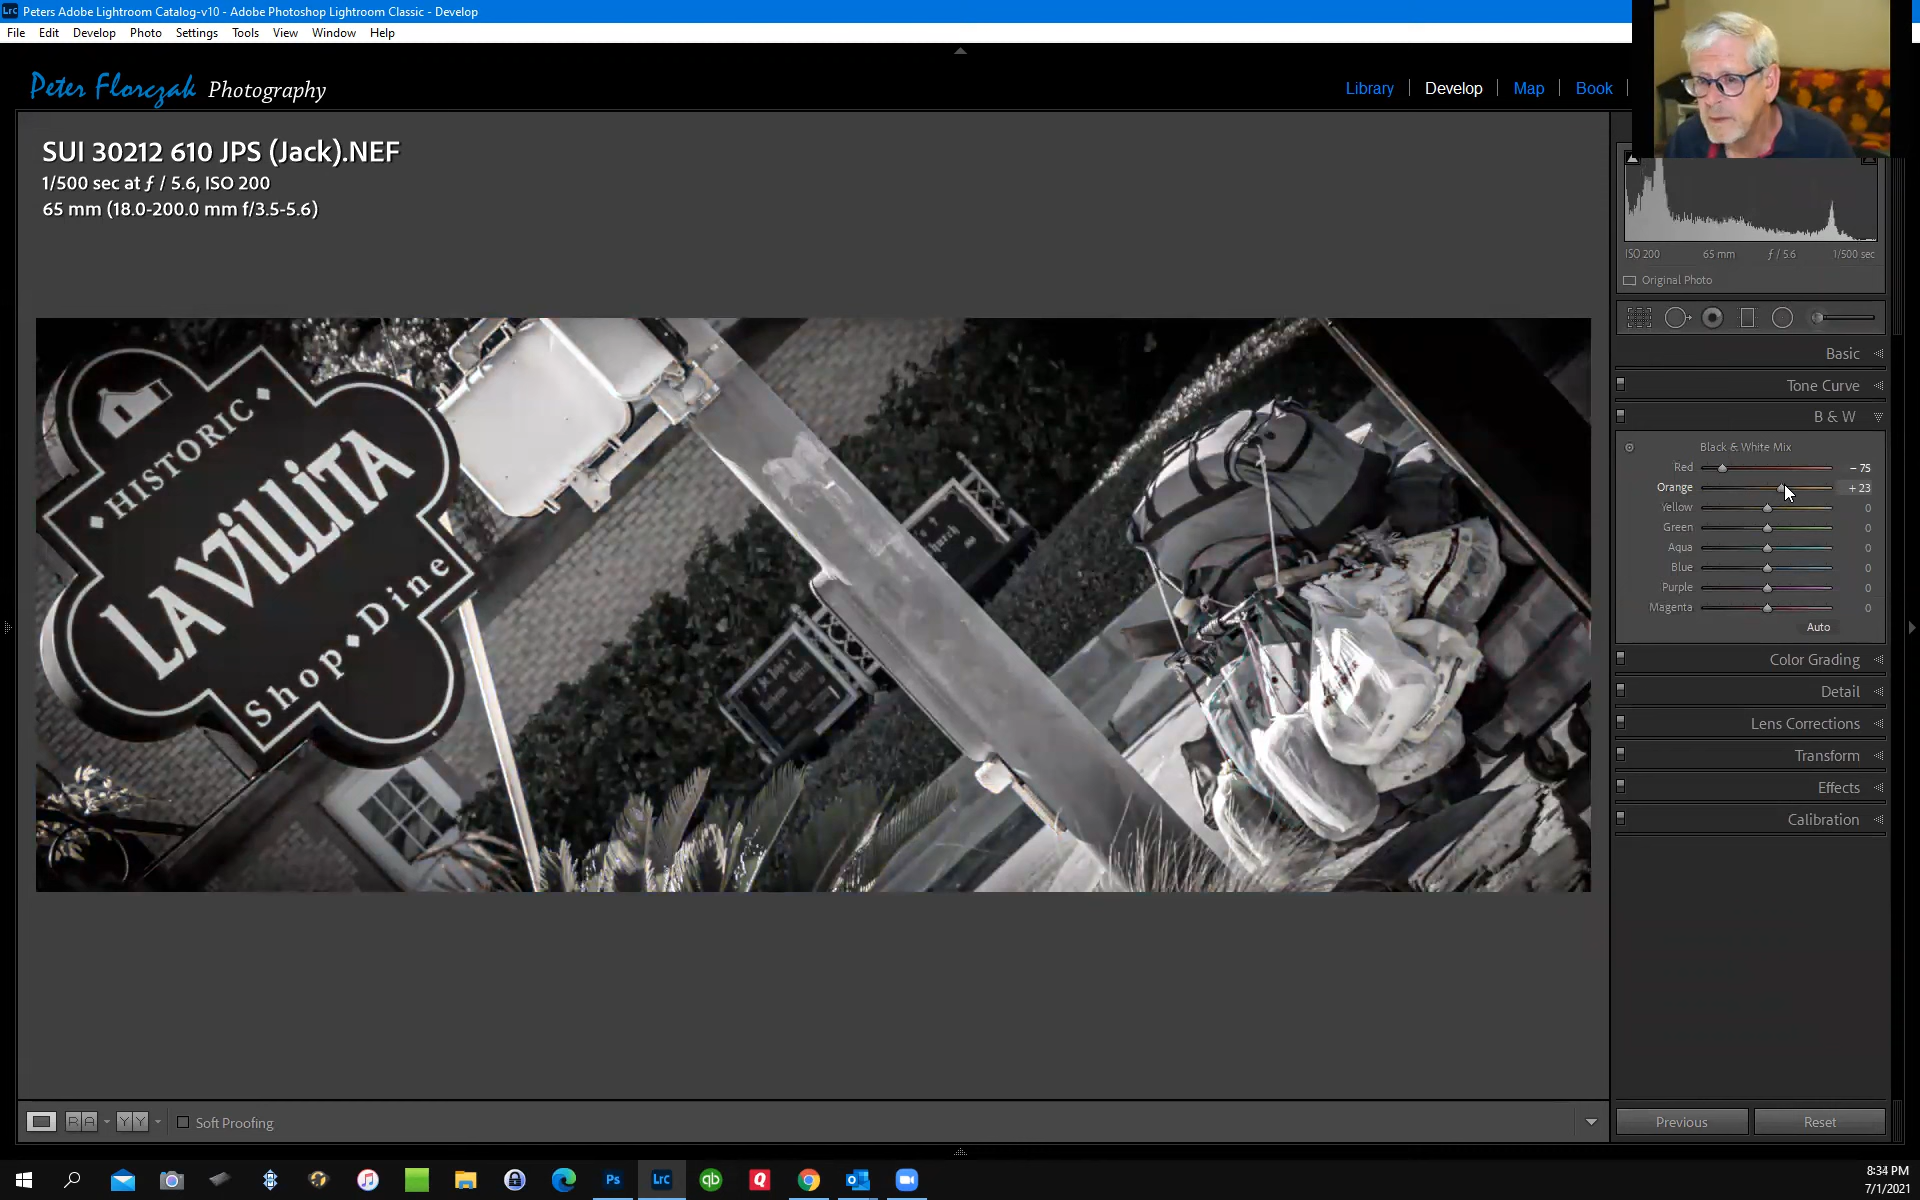 Lrc Peters Adobe Lightroom Catalog-v10 - Adobe Photoshop Lightroom Classic - Develop
File Edit Develop Photo Settings Tools View Window Help
Peter Florczak Photography
Library Develop Map Book
SUI 30212 610 JPS (Jack).NEF
1/500 sec at ƒ / 5.6, ISO 200
65 mm (18.0-200.0 mm f/3.5-5.6)
ISO 200 65 mm ƒ / 5.6 1/500 sec
Original Photo
Basic
Tone Curve
B & W
Black & White Mix
Red − 75
Orange + 23
Yellow 0
Green 0
Aqua 0
Blue 0
Purple 0
Magenta 0
Auto
Color Grading
Detail
Lens Corrections
Transform
Effects
Calibration
HISTORIC
LA VILLITA
Shop Dine
Church
R A Y Y Soft Proofing
Previous Reset
Ps Lrc qb Q
8:34 PM
7/1/2021